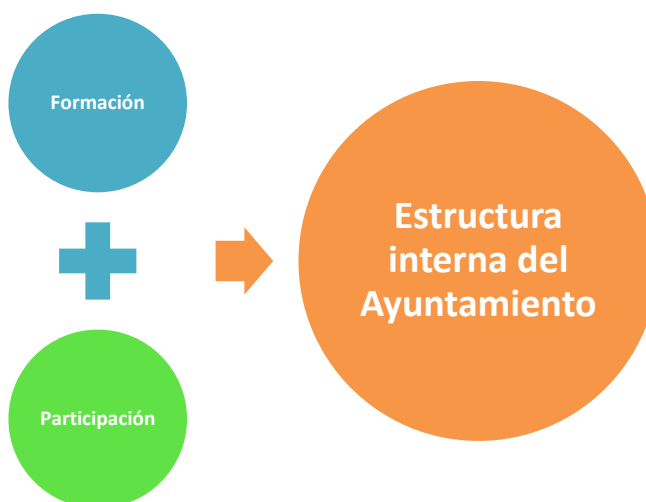 Formación
Participación
Estructura
interna del
Ayuntamiento